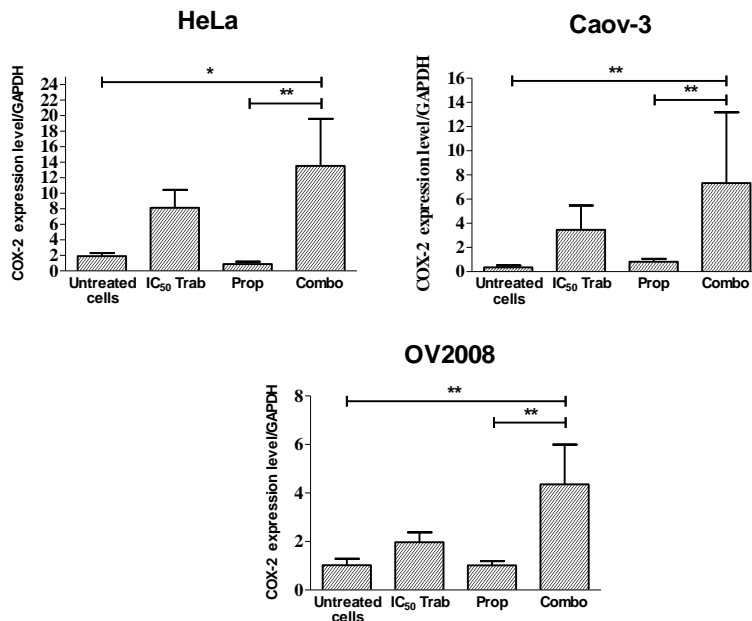 HeLa
COX-2 expression level/GAPDH
24
22
20
18
16
14
12
10
8
6
4
2
0
*
**
Untreated cells
IC₅₀ Trab
Prop
Combo
Caov-3
COX-2 expression level/GAPDH
16
14
12
10
8
6
4
2
0
**
**
Untreated cells
IC₅₀ Trab
Prop
Combo
OV2008
COX-2 expression level/GAPDH
8
6
4
2
0
**
**
Untreated cells
IC₅₀ Trab
Prop
Combo